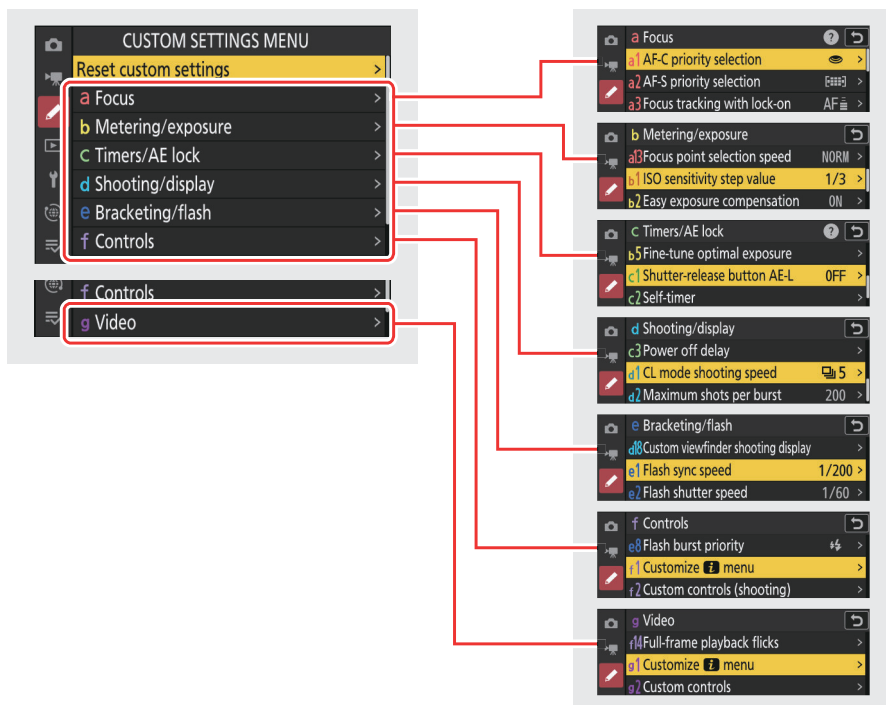 CUSTOM SETTINGS MENU
Reset custom settings
a Focus
b Metering/exposure
c Timers/AE lock
d Shooting/display
e Bracketing/flash
f Controls
f Controls
g Video
a Focus
a1 AF-C priority selection
a2 AF-S priority selection
a3 Focus tracking with lock-on AF
b Metering/exposure
a13 Focus point selection speed NORM
b1 ISO sensitivity step value 1/3
b2 Easy exposure compensation ON
c Timers/AE lock
b5 Fine-tune optimal exposure
c1 Shutter-release button AE-L OFF
c2 Self-timer
d Shooting/display
c3 Power off delay
d1 CL mode shooting speed 5
d2 Maximum shots per burst 200
e Bracketing/flash
d18 Custom viewfinder shooting display
e1 Flash sync speed 1/200
e2 Flash shutter speed 1/60
f Controls
e8 Flash burst priority
f1 Customize i menu
f2 Custom controls (shooting)
g Video
f14 Full-frame playback flicks
g1 Customize i menu
g2 Custom controls